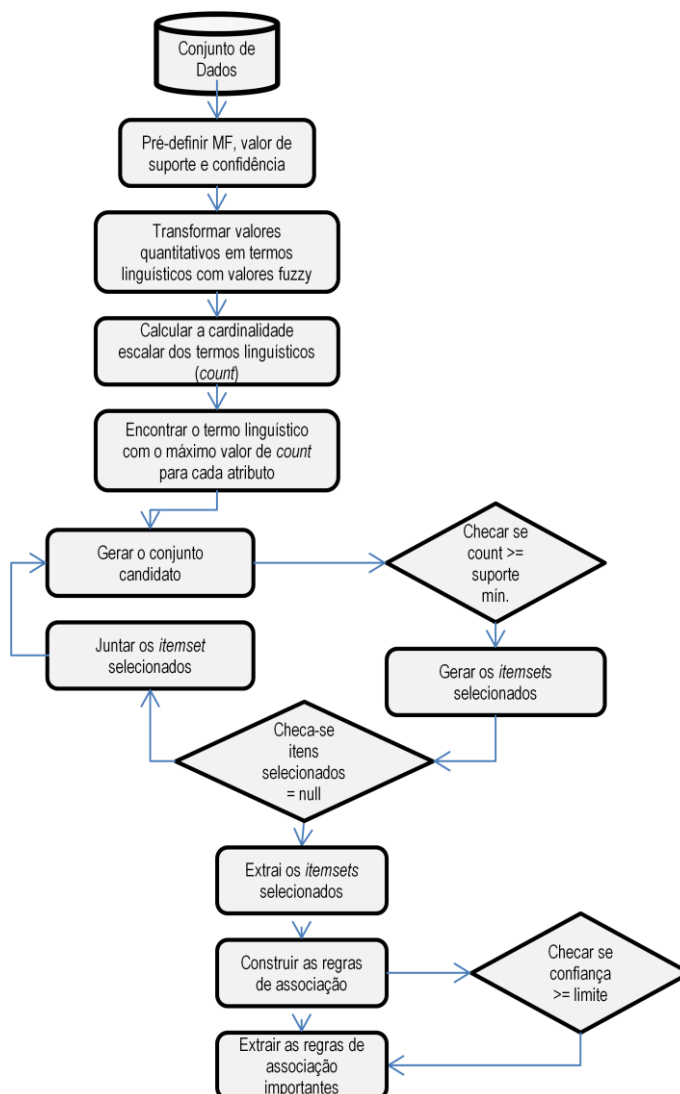 Conjunto de
Dados
Pré-definir MF, valor de
suporte e confidência
Transformar valores
quantitativos em termos
linguísticos com valores fuzzy
Calcular a cardinalidade
escalar dos termos linguísticos
(count)
Encontrar o termo linguístico
com o máximo valor de count
para cada atributo
Gerar o conjunto
candidato
Checar se
count >=
suporte
mín.
Juntar os itemset
selecionados
Gerar os itemsets
selecionados
Checa-se
itens
selecionados
= null
Extrai os itemsets
selecionados
Construir as regras
de associação
Checar se
confiança
>= limite
Extrair as regras de
associação
importantes